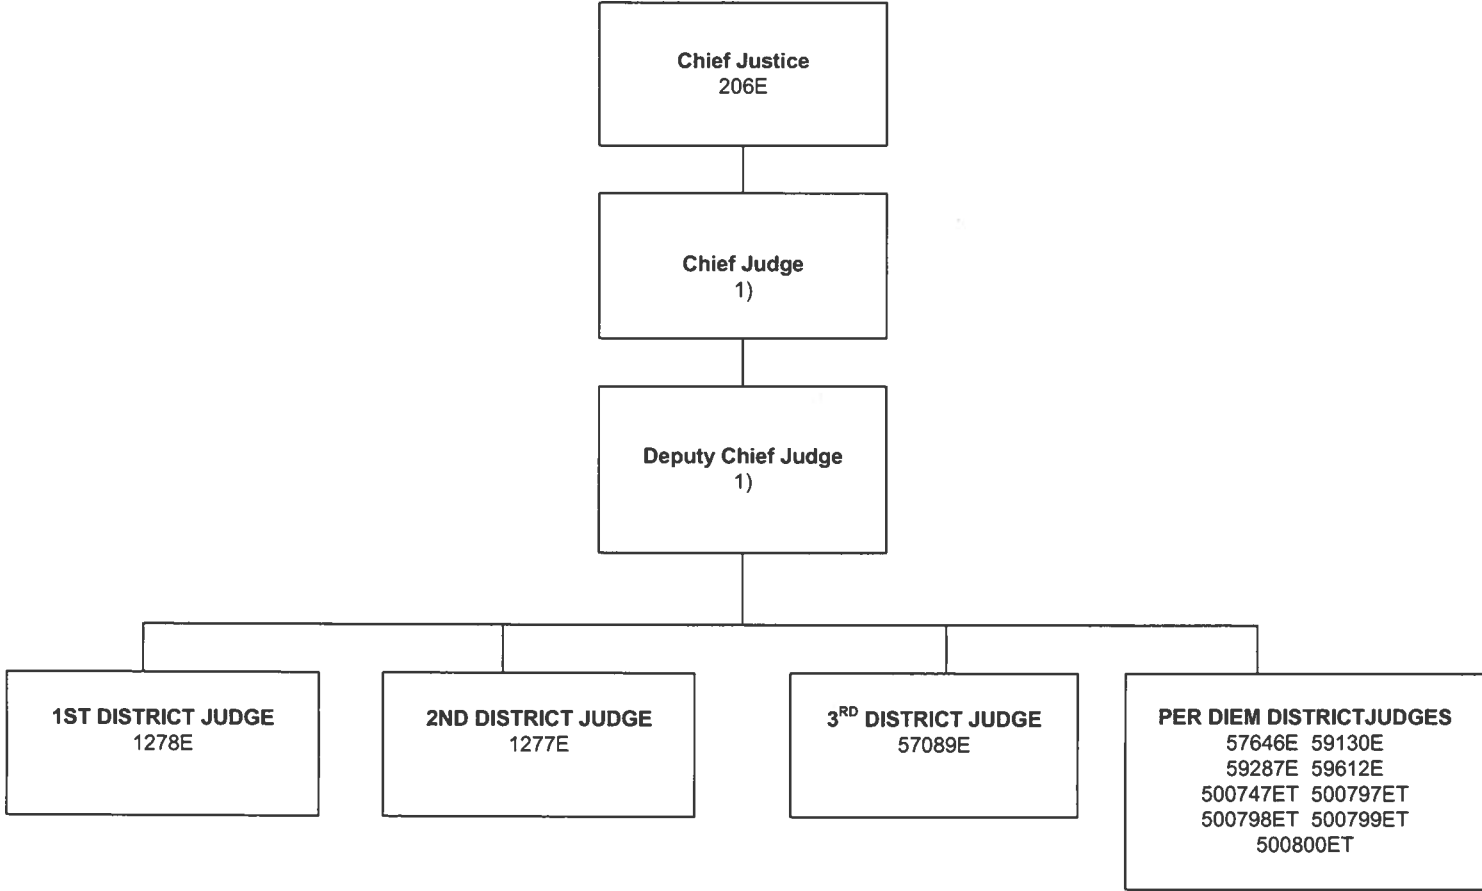 Chief Justice
206E
Chief Judge
1)
Deputy Chief Judge
1)
1ST DISTRICT JUDGE
1278E
2ND DISTRICT JUDGE
1277E
3RD DISTRICT JUDGE
57089E
PER DIEM DISTRICTJUDGES
57646E 59130E
59287E 59612E
500747ET 500797ET
500798ET 500799ET
500800ET